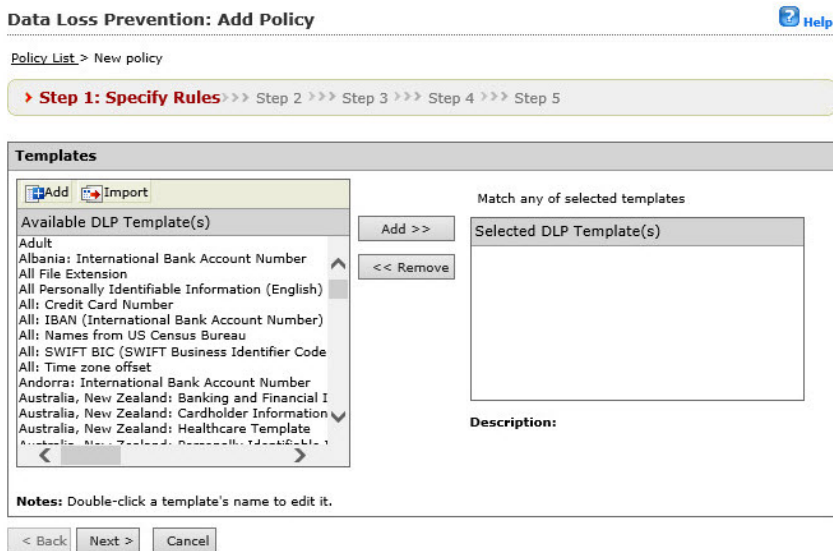 Data Loss Prevention: Add Policy
Help
Policy List > New policy
> Step 1: Specify Rules >>> Step 2 >>> Step 3 >>> Step 4 >>> Step 5
Templates
Add Import
Available DLP Template(s)
Adult
Albania: International Bank Account Number
All File Extension
All Personally Identifiable Information (English)
All: Credit Card Number
All: IBAN (International Bank Account Number)
All: Names from US Census Bureau
All: SWIFT BIC (SWIFT Business Identifier Code
All: Time zone offset
Andorra: International Bank Account Number
Australia, New Zealand: Banking and Financial I
Australia, New Zealand: Cardholder Information
Australia, New Zealand: Healthcare Template
Australia, New Zealand: Personally Identifiable
Add >>
<< Remove
Match any of selected templates
Selected DLP Template(s)
Description:
Notes: Double-click a template's name to edit it.
< Back Next > Cancel